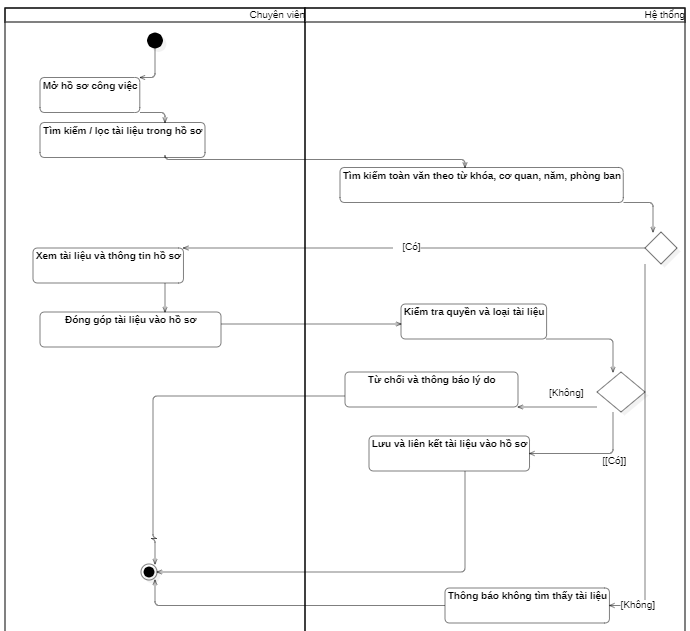 Chuyên viên
Hệ thống
Mở hồ sơ công việc
Tìm kiếm / lọc tài liệu trong hồ sơ
Tìm kiếm toàn văn theo từ khóa, cơ quan, năm, phòng ban
[Có]
Xem tài liệu và thông tin hồ sơ
Đóng góp tài liệu vào hồ sơ
Kiểm tra quyền và loại tài liệu
Từ chối và thông báo lý do
[Không]
Lưu và liên kết tài liệu vào hồ sơ
[[Có]]
Thông báo không tìm thấy tài liệu
[Không]